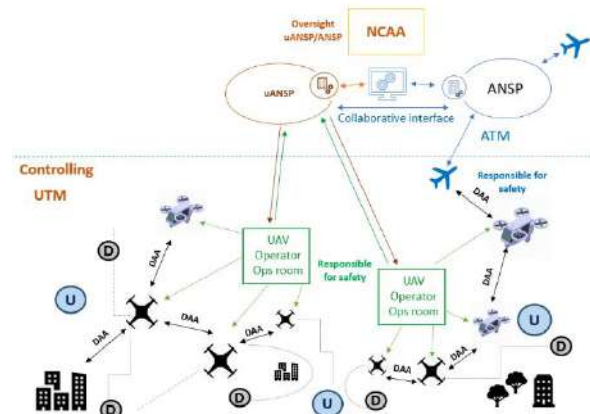 Oversight
uANSP/ANSP
NCAA
uANSP
ANSP
Collaborative interface
ATM
Controlling
UTM
Responsible for
safety
DAA
D
DAA
UAV
Operator
Ops room
Responsible for
safety
UAV
Operator
Ops room
DAA
U
DAA
DAA
DAA
U
DAA
DAA
D
D
D
U
D